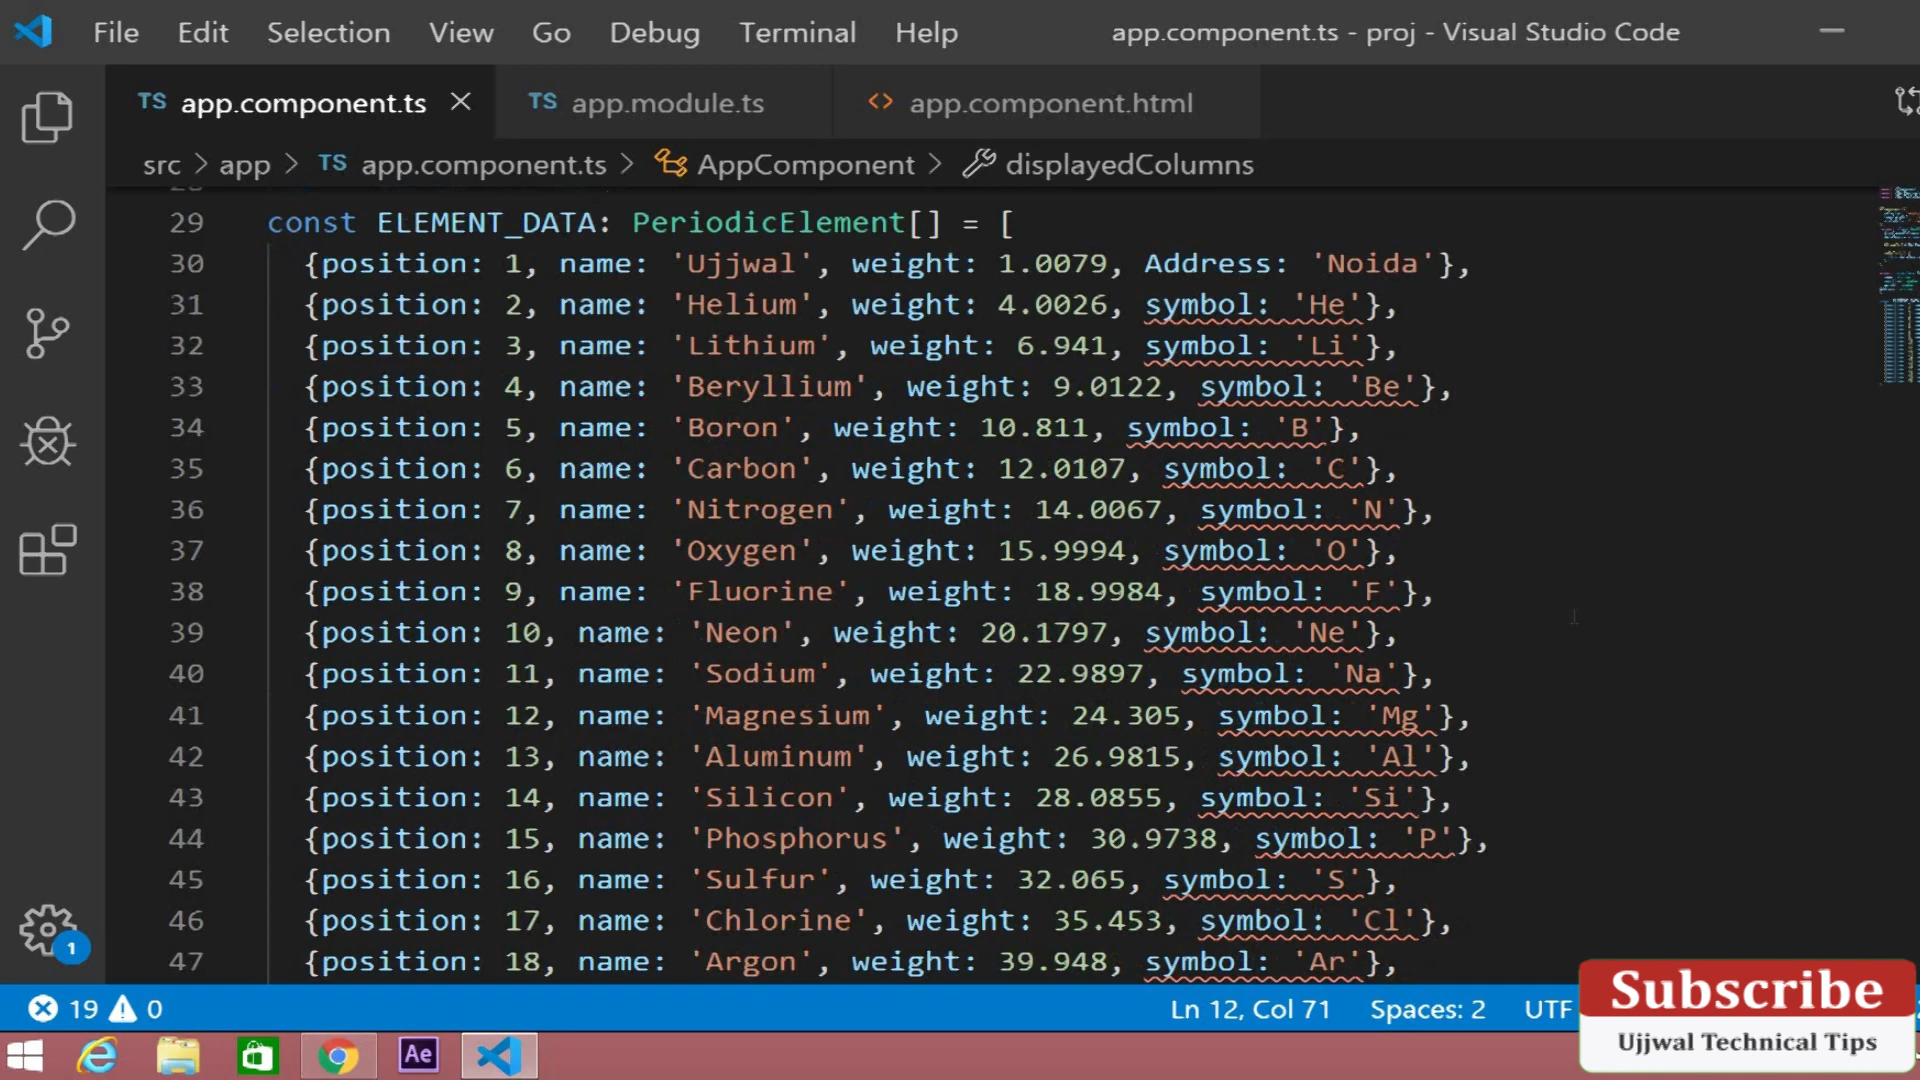 File Edit Selection View Go Debug Terminal Help app.component.ts - proj - Visual Studio Code
TS app.component.ts TS app.module.ts <> app.component.html
src > app > TS app.component.ts > AppComponent > displayedColumns
29 const ELEMENT_DATA: PeriodicElement[] = [
30 {position: 1, name: 'Ujjwal', weight: 1.0079, Address: 'Noida'},
31 {position: 2, name: 'Helium', weight: 4.0026, symbol: 'He'},
32 {position: 3, name: 'Lithium', weight: 6.941, symbol: 'Li'},
33 {position: 4, name: 'Beryllium', weight: 9.0122, symbol: 'Be'},
34 {position: 5, name: 'Boron', weight: 10.811, symbol: 'B'},
35 {position: 6, name: 'Carbon', weight: 12.0107, symbol: 'C'},
36 {position: 7, name: 'Nitrogen', weight: 14.0067, symbol: 'N'},
37 {position: 8, name: 'Oxygen', weight: 15.9994, symbol: 'O'},
38 {position: 9, name: 'Fluorine', weight: 18.9984, symbol: 'F'},
39 {position: 10, name: 'Neon', weight: 20.1797, symbol: 'Ne'},
40 {position: 11, name: 'Sodium', weight: 22.9897, symbol: 'Na'},
41 {position: 12, name: 'Magnesium', weight: 24.305, symbol: 'Mg'},
42 {position: 13, name: 'Aluminum', weight: 26.9815, symbol: 'Al'},
43 {position: 14, name: 'Silicon', weight: 28.0855, symbol: 'Si'},
44 {position: 15, name: 'Phosphorus', weight: 30.9738, symbol: 'P'},
45 {position: 16, name: 'Sulfur', weight: 32.065, symbol: 'S'},
46 {position: 17, name: 'Chlorine', weight: 35.453, symbol: 'Cl'},
47 {position: 18, name: 'Argon', weight: 39.948, symbol: 'Ar'},
1
19 0 Ln 12, Col 71 Spaces: 2 UTF
Subscribe
Ujjwal Technical Tips
Ae